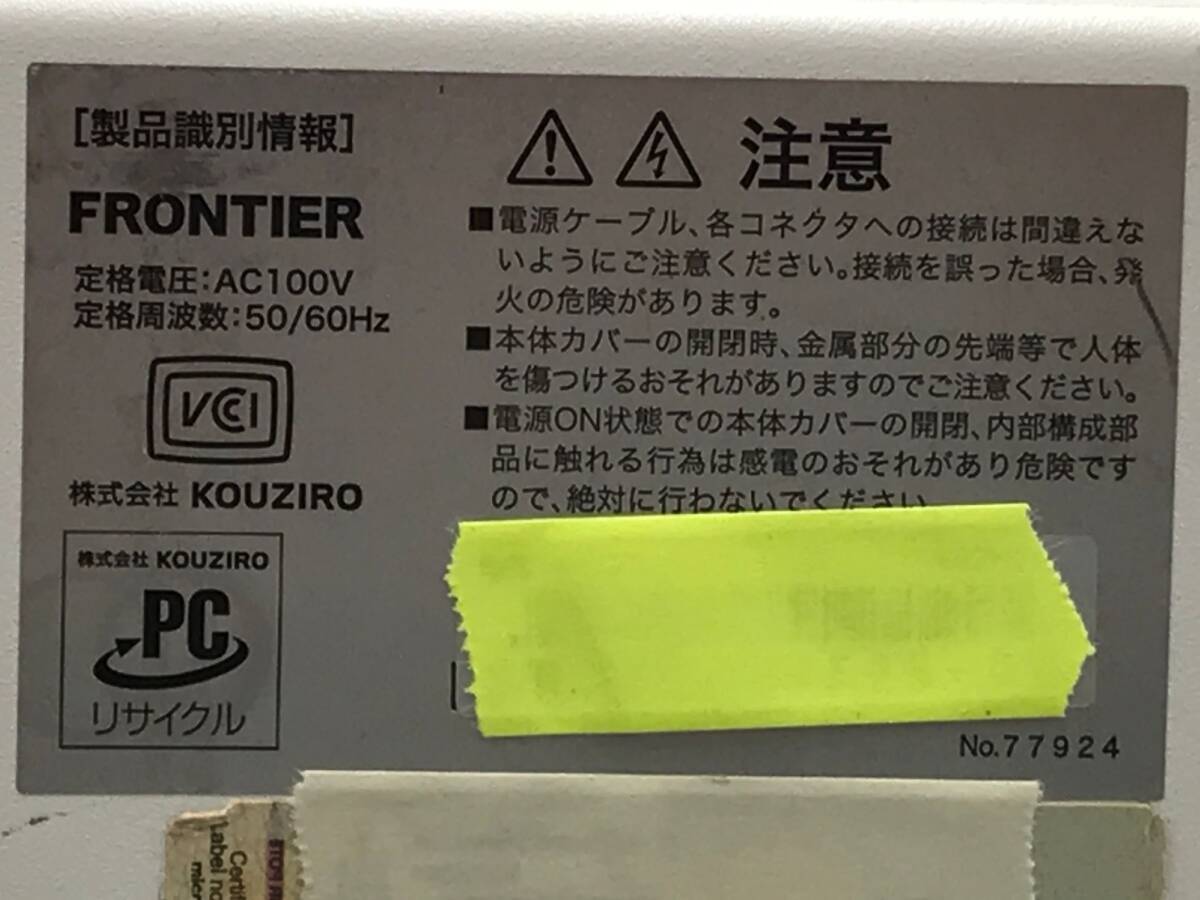 [製品識別情報]
FRONTIER
定格電圧:AC100V
定格周波数:50/60Hz
VCCI
株式会社 KOUZIRO
株式会社 KOUZIRO
PC
リサイクル
注意
■電源ケーブル、各コネクタへの接続は間違えな
いようにご注意ください。接続を誤った場合、発
火の危険があります。
■本体カバーの開閉時、金属部分の先端等で人体
を傷つけるおそれがありますのでご注意ください。
■電源ON状態での本体カバーの開閉、内部構成部
品に触れる行為は感電のおそれがあり危険です
ので、絶対に行わないでください
No.77924
Certi
Label no
micr